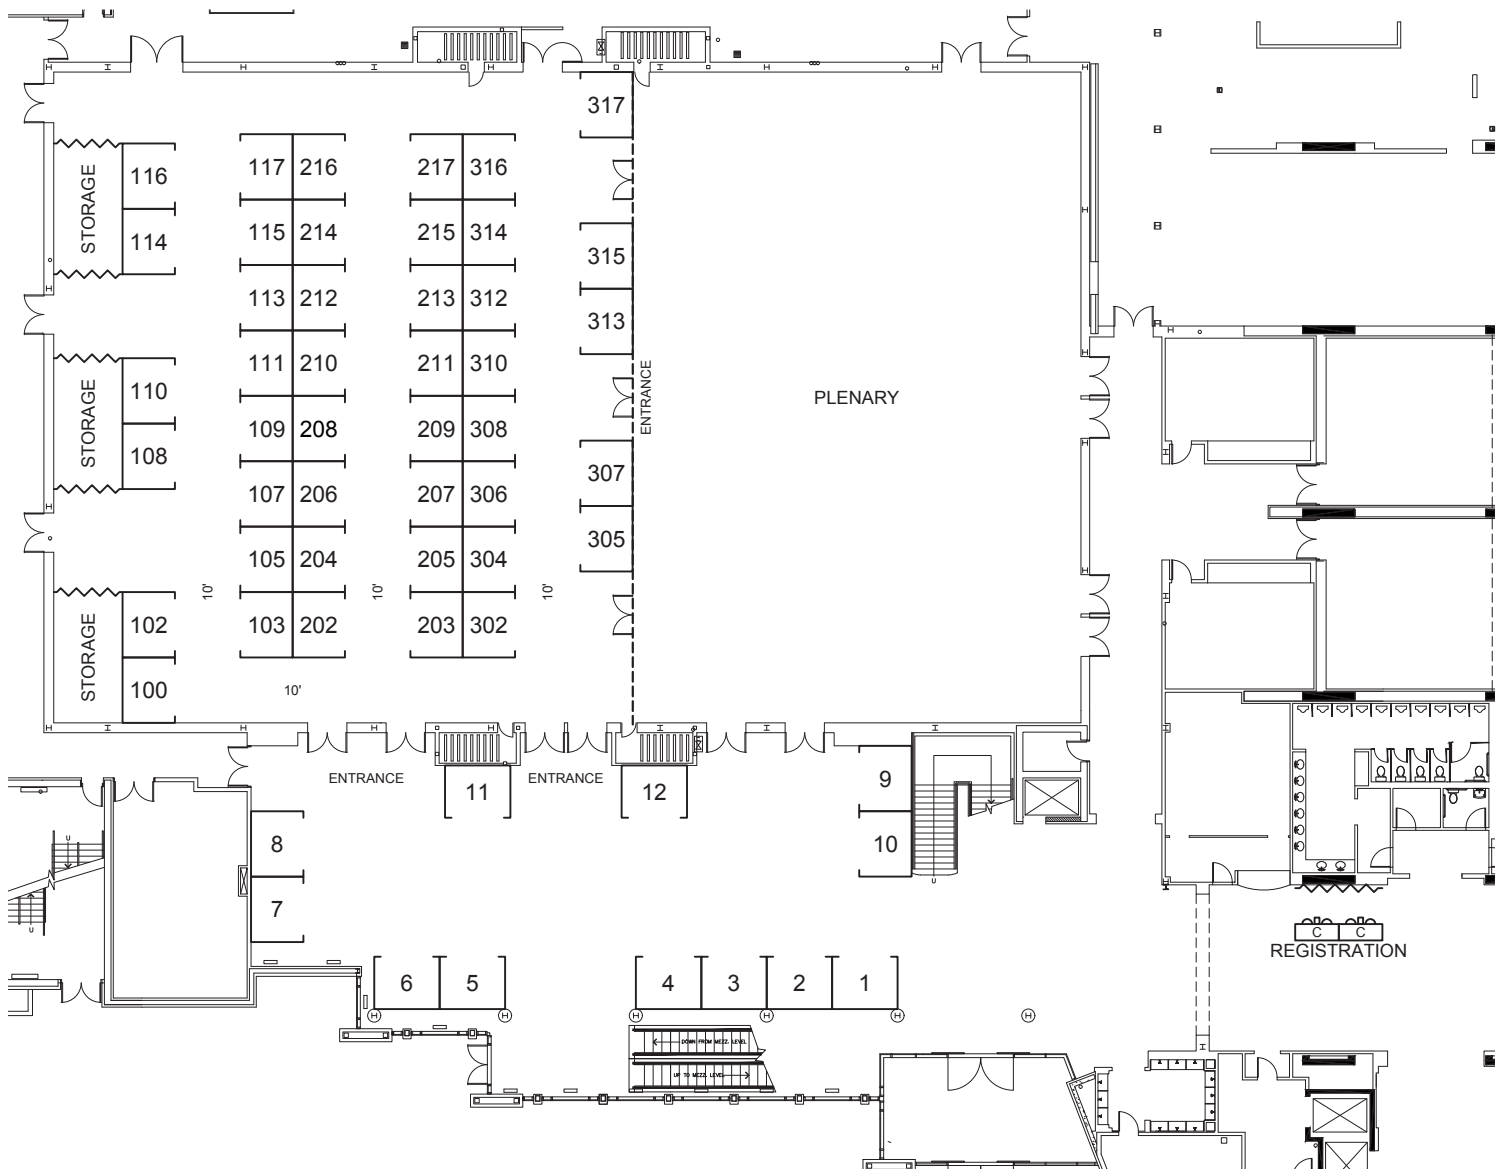 317
116
117 216
217 316
STORAGE
114
115 214
215 314
315
113 212
213 312
313
110
111 210
211 310
ENTRANCE
PLENARY
STORAGE
108
109 208
209 308
307
107 206
207 306
105 204
205 304
305
10'
10'
10'
102
103 202
203 302
STORAGE
100
10'
ENTRANCE
ENTRANCE
11
12
9
8
10
U
U
7
U
C C
REGISTRATION
6 5
4 3 2 1
H
H
H
H
H
H
DOWN FROM MEZZ. LEVEL
UP TO MEZZ. LEVEL